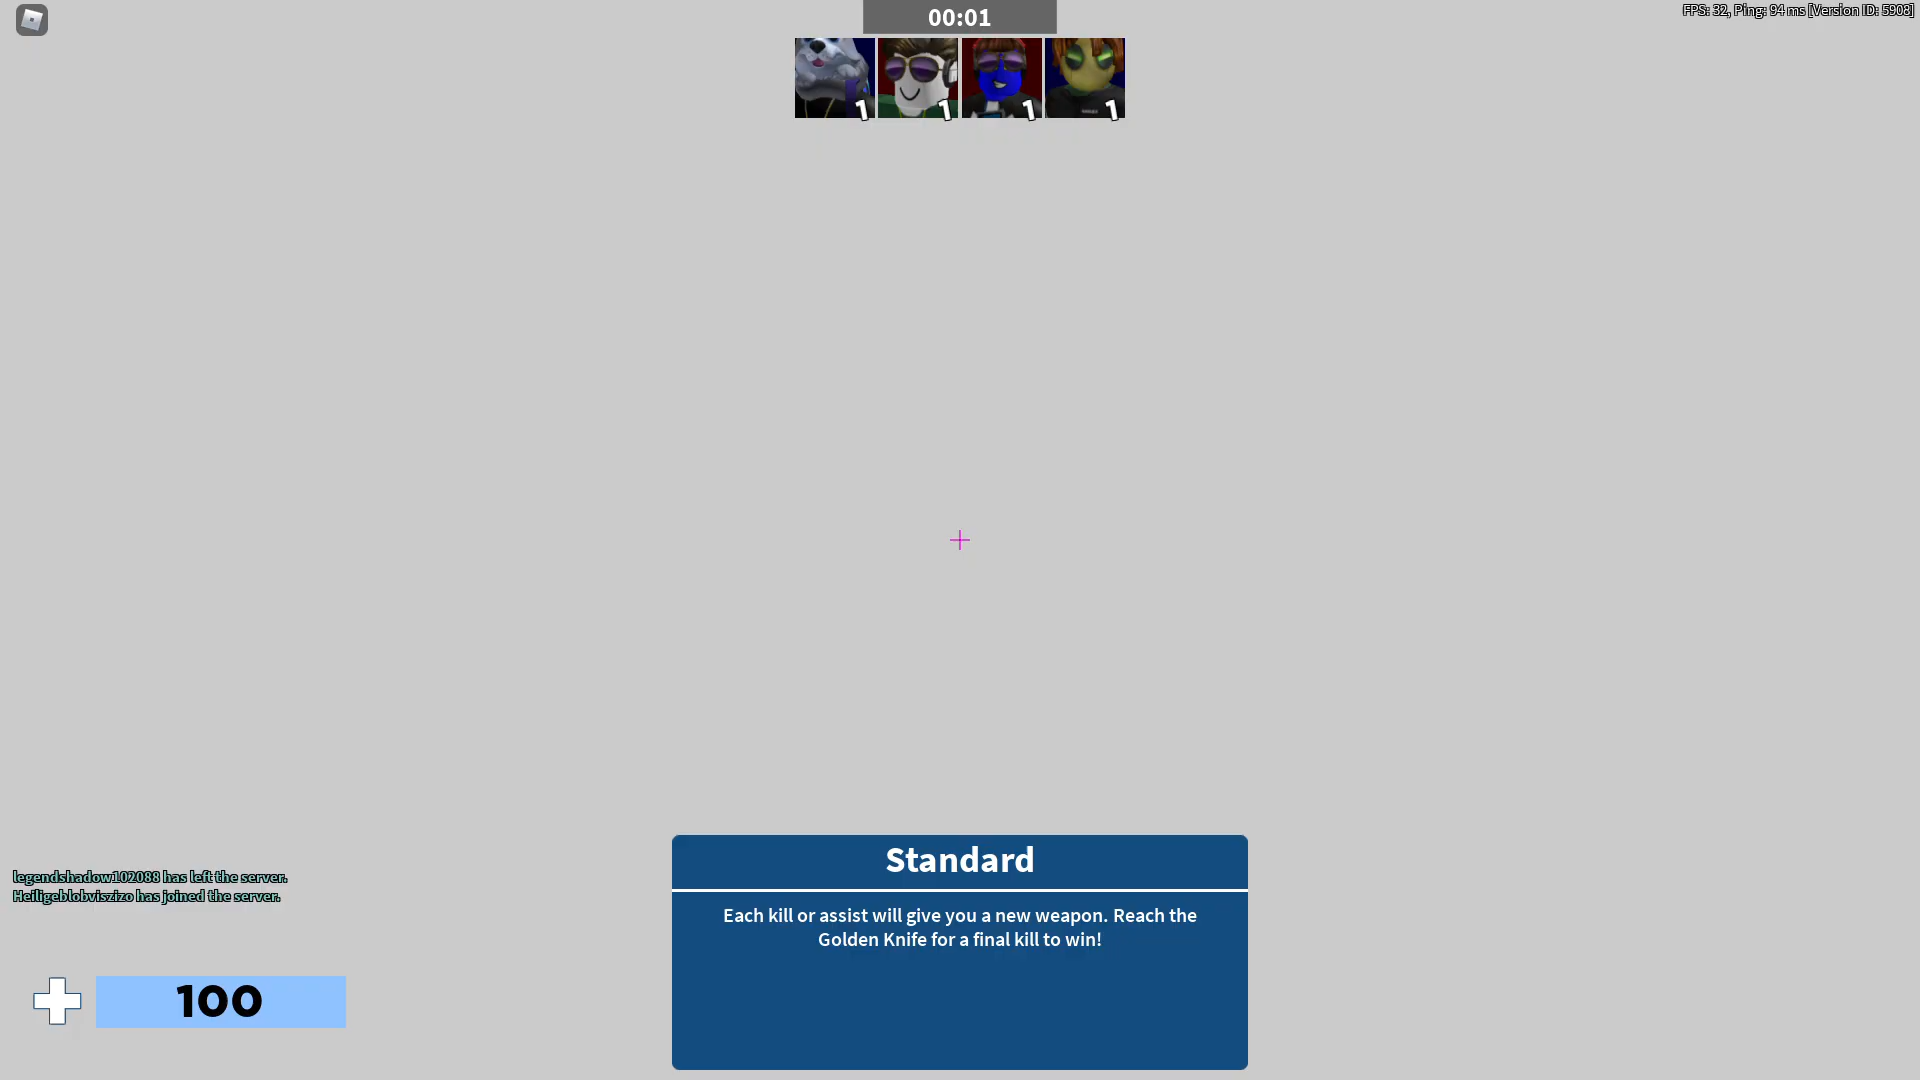 00:01
FPS: 32, Ping: 94 ms [Version ID: 5908]
1
1
1
1
legendshadow102088 has left the server.
Heiligeblobviszizo has joined the server.
Standard
Each kill or assist will give you a new weapon. Reach the
Golden Knife for a final kill to win!
100